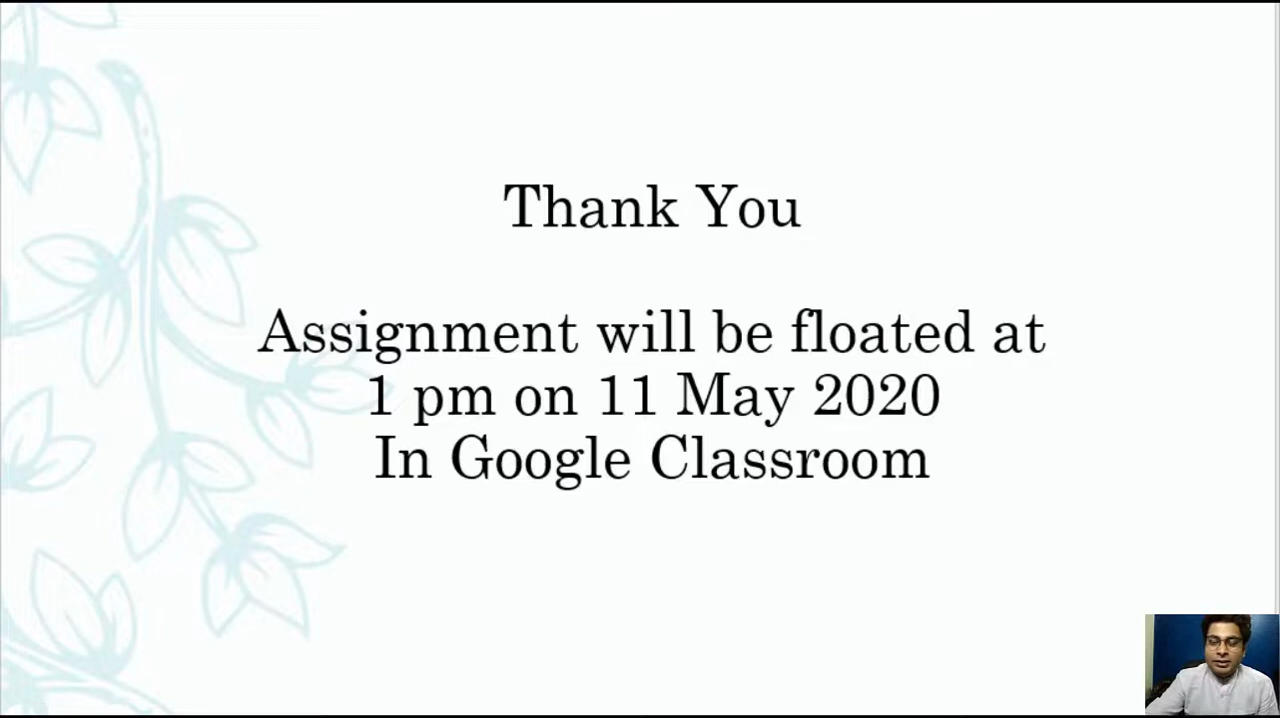 Thank You
Assignment will be floated at
1 pm on 11 May 2020
In Google Classroom